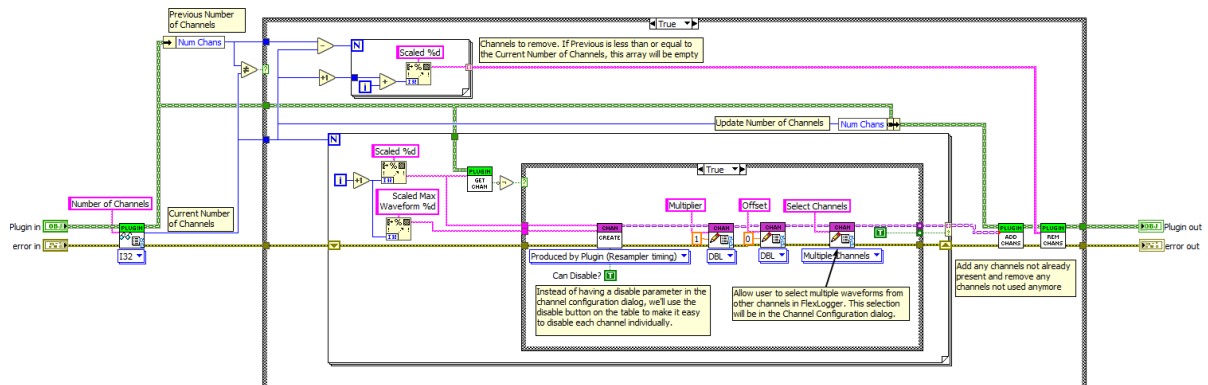 Previous Number
of Channels
True
Num Chans
Scaled %d
Channels to remove. If Previous is less than or equal to
the Current Number of Channels, this array will be empty
N
+1
i
Update Number of Channels
Num Chans
N
Scaled %d
True
i
+1
PLUGIN
GET
CHAN
Number of Channels
Current Number
of Channels
Scaled Max
Waveform %d
Multiplier
Offset
Select Channels
Plugin in
OBJ
PLUGIN
CHAN
CREATE
CHAN
CHAN
CHAN
T
PLUGIN
ADD
CHANS
PLUGIN
REM
CHANS
OBJ
Plugin out
error in
1
0
error out
I32
Produced by Plugin (Resampler timing)
DBL
DBL
Multiple Channels
Can Disable?
T
Add any channels not already
present and remove any
channels not used anymore
Instead of having a disable parameter in the
channel configuration dialog, we'll use the
disable button on the table to make it easy
to disable each channel individually.
Allow user to select multiple waveforms from
other channels in FlexLogger. This selection
will be in the Channel Configuration dialog.